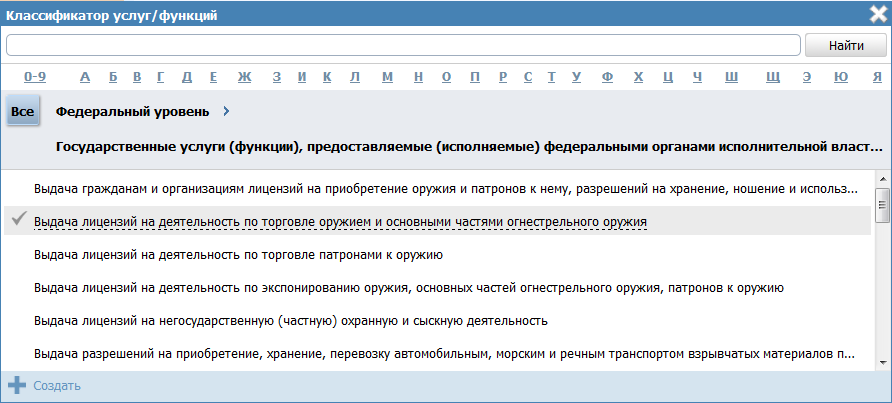 Классификатор услуг/функций
Найти
0-9 А Б В Г Д Е Ж З И К Л М Н О П Р С Т У Ф Х Ц Ч Ш Щ Э Ю Я
Все Федеральный уровень
Государственные услуги (функции), предоставляемые (исполняемые) федеральными органами исполнительной власт...
Выдача гражданам и организациям лицензий на приобретение оружия и патронов к нему, разрешений на хранение, ношение и использ...
Выдача лицензий на деятельность по торговле оружием и основными частями огнестрельного оружия
Выдача лицензий на деятельность по торговле патронами к оружию
Выдача лицензий на деятельность по экспонированию оружия, основных частей огнестрельного оружия, патронов к оружию
Выдача лицензий на негосударственную (частную) охранную и сыскную деятельность
Выдача разрешений на приобретение, хранение, перевозку автомобильным, морским и речным транспортом взрывчатых материалов п...
Создать